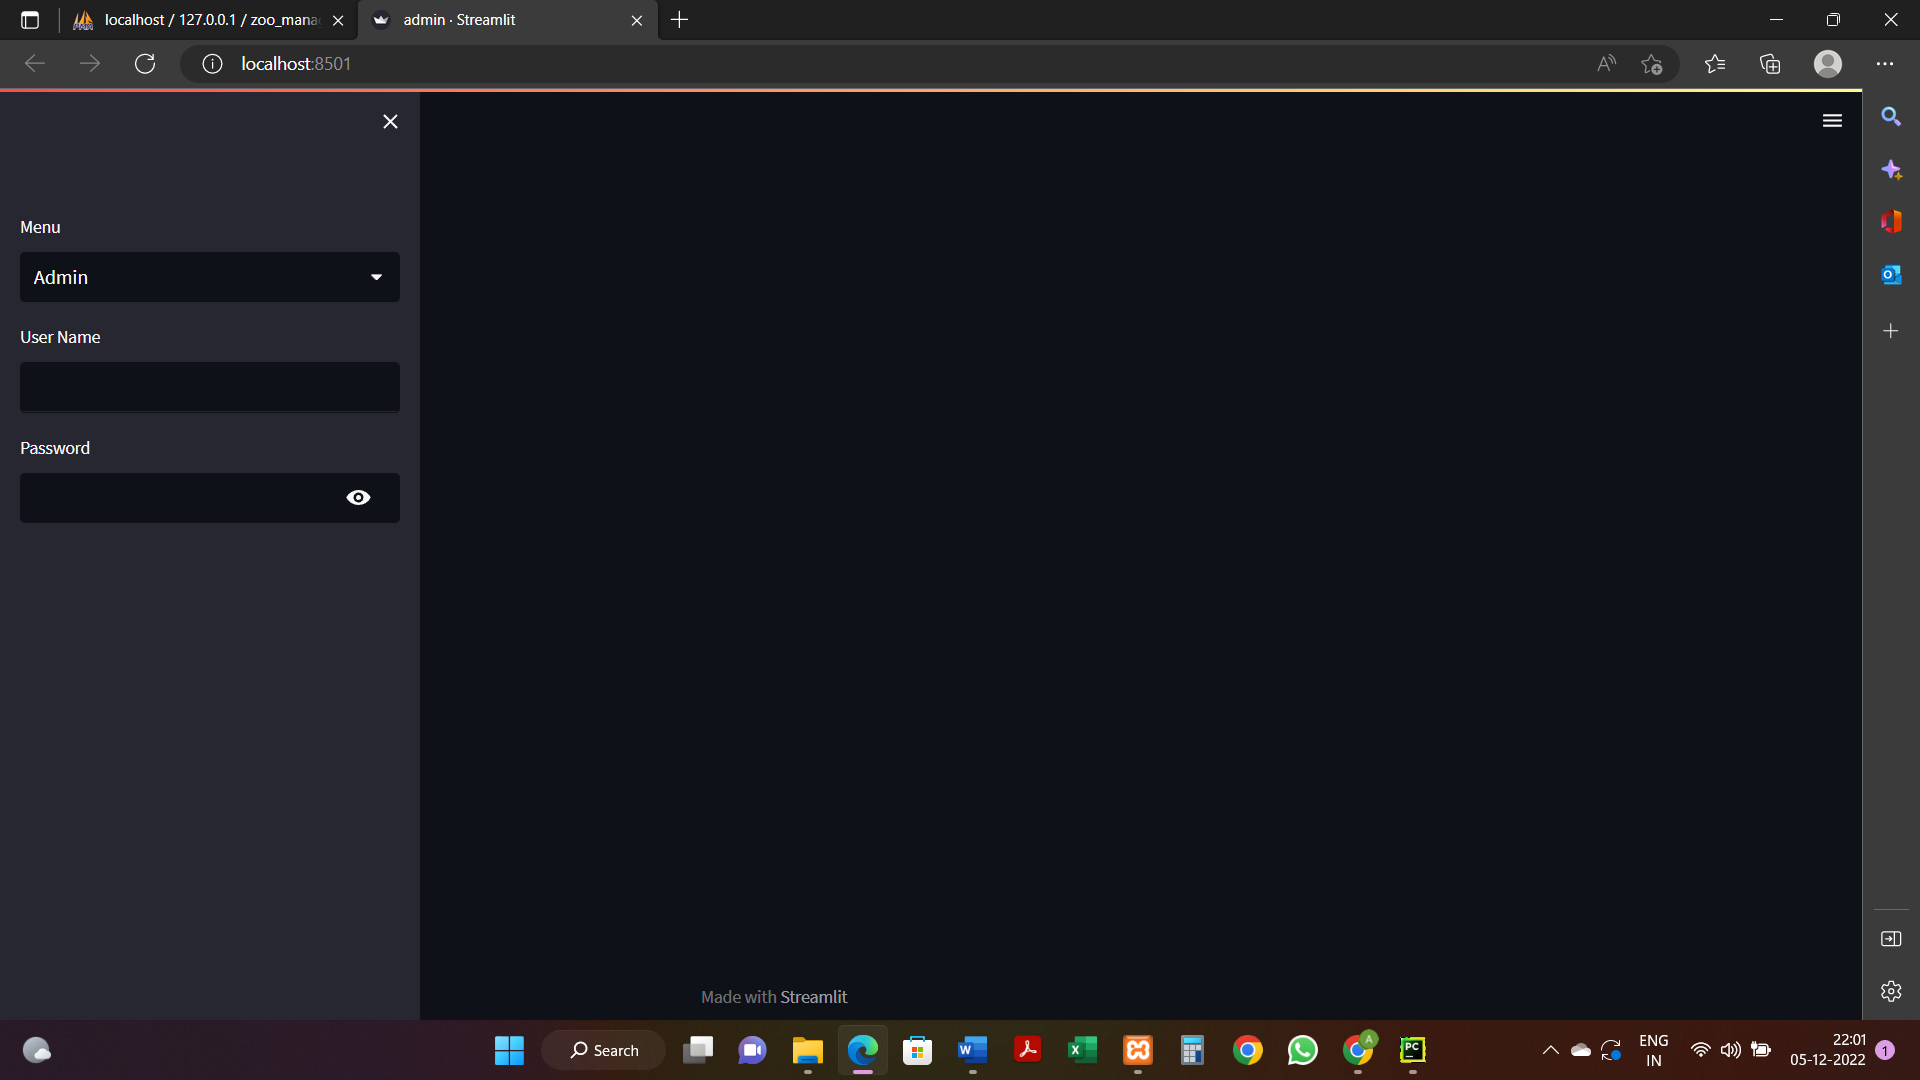 localhost / 127.0.0.1 / zoo_mana
admin · Streamlit
localhost:8501
Menu
Admin
User Name
Password
Made with Streamlit
Search
ENG
IN
22:01
05-12-2022
1